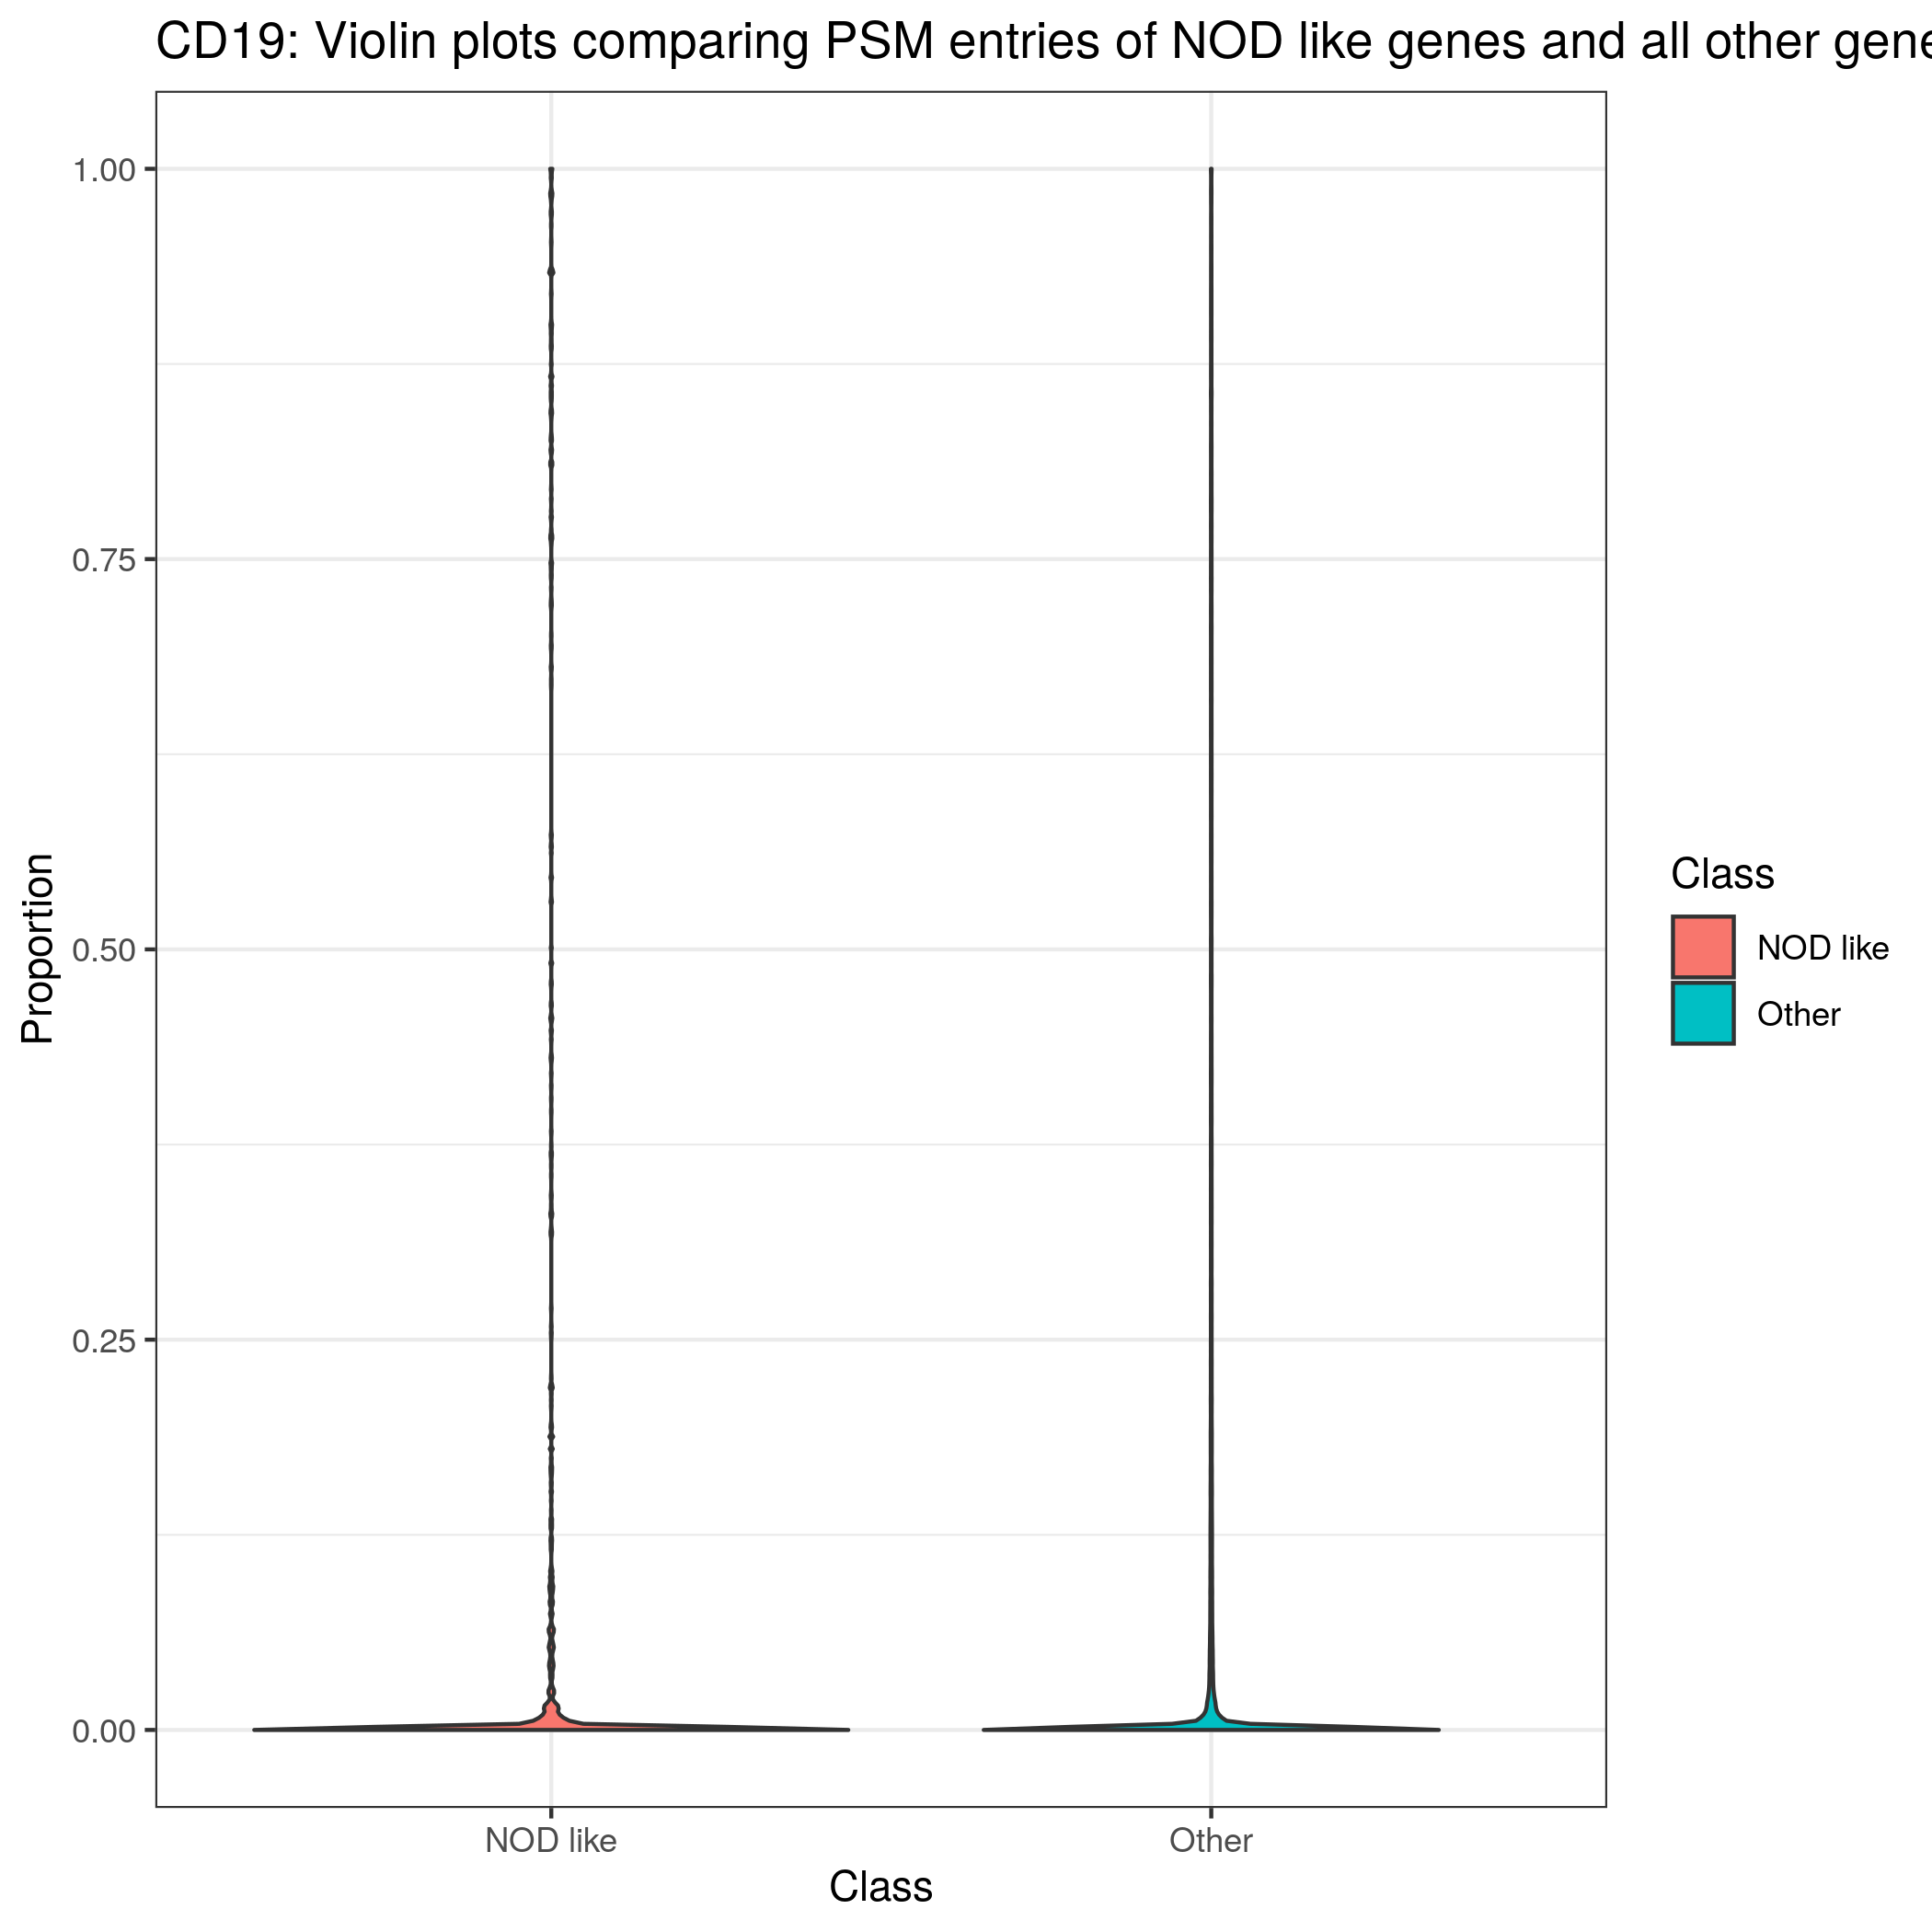 CD19: Violin plots comparing PSM entries of NOD like genes and all other gene
1.00
0.75
0.50
0.25
0.00
Proportion
NOD like
Other
Class
Class
NOD like
Other